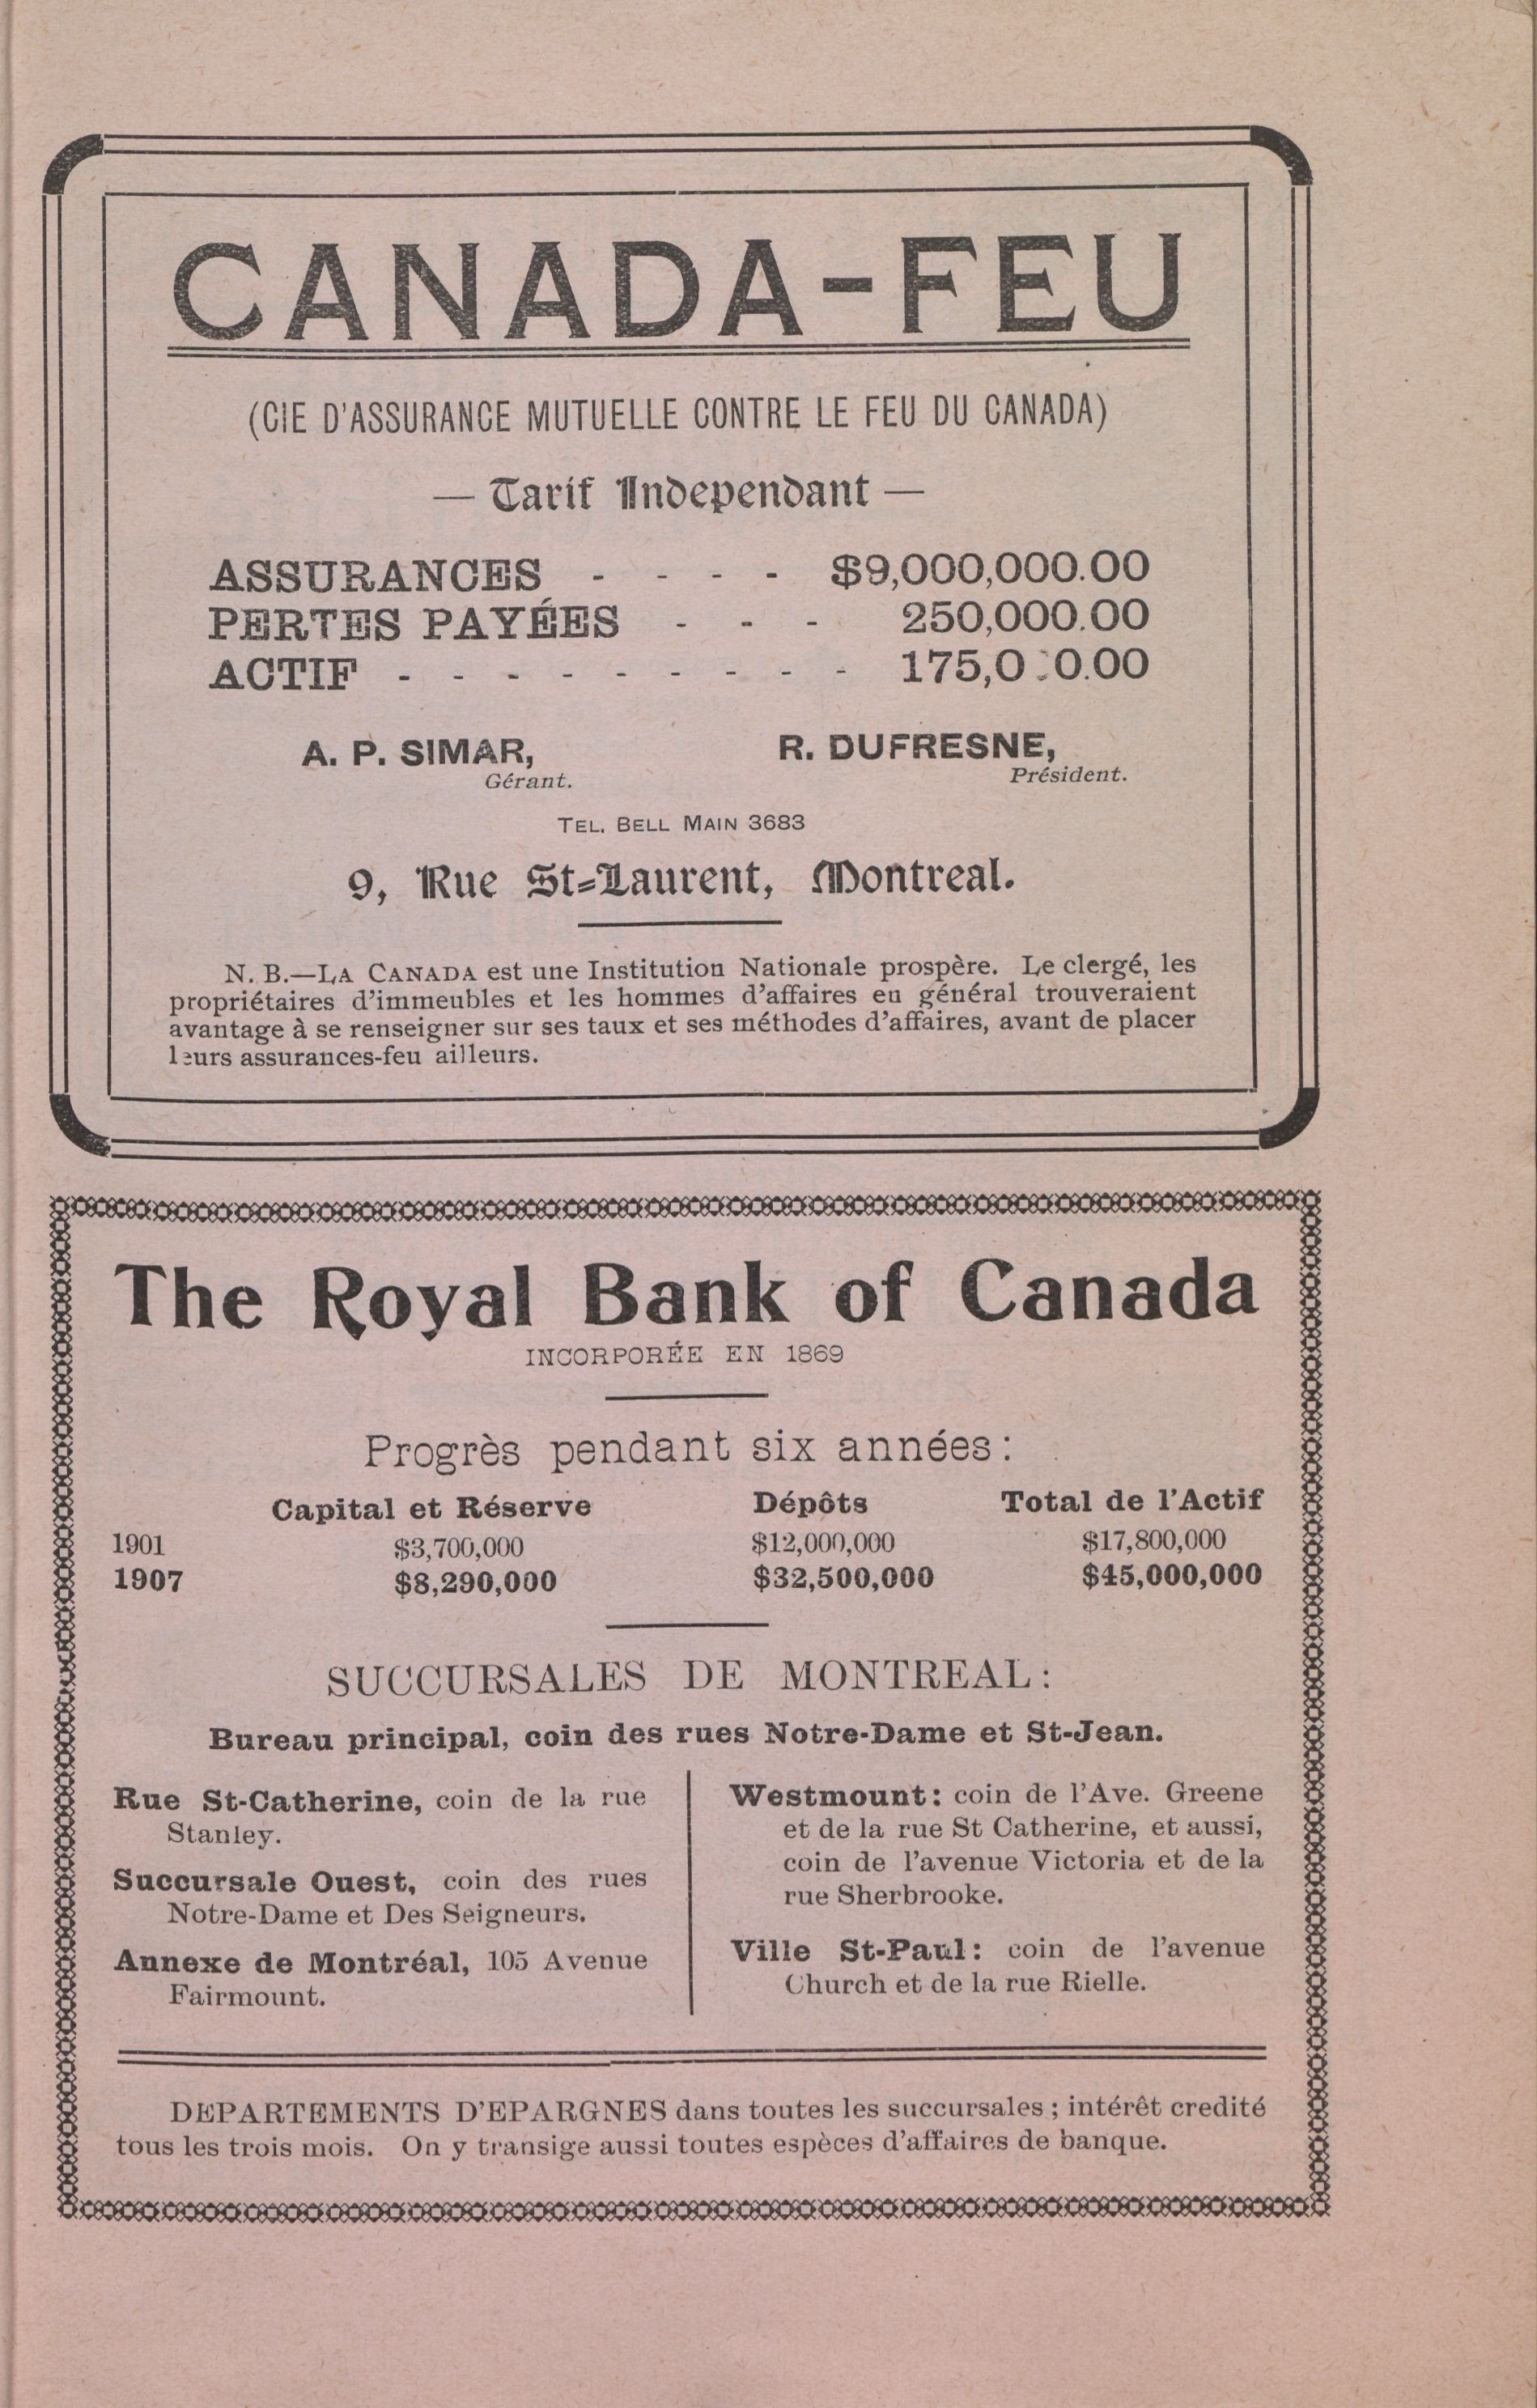 CANADA-FEU
(CIE D'ASSURANCE MUTUELLE CONTRE LE FEU DU CANADA)
— Tarif Independant —
ASSURANCES - - - - $9,000,000.00
PERTES PAYÉES - - - 250,000.00
ACTIF - - - - - - - - - 175,0 0.00
A. P. SIMAR, R. DUFRESNE,
Gérant. Président.
TEL. BELL MAIN 3683
9, Rue St-Laurent, Montreal.
N. B.—LA CANADA est une Institution Nationale prospère. Le clergé, les
propriétaires d'immeubles et les hommes d'affaires en général trouveraient
avantage à se renseigner sur ses taux et ses méthodes d'affaires, avant de placer
leurs assurances-feu ailleurs.
The Royal Bank of Canada
INCORPORÉE EN 1869
Progrès pendant six années:
Capital et Réserve Dépôts Total de l'Actif
1901 $3,700,000 $12,000,000 $17,800,000
1907 $8,290,000 $32,500,000 $45,000,000
SUCCURSALES DE MONTREAL:
Bureau principal, coin des rues Notre-Dame et St-Jean.
Rue St-Catherine, coin de la rue
Stanley.
Succursale Ouest, coin des rues
Notre-Dame et Des Seigneurs.
Annexe de Montréal, 105 Avenue
Fairmount.
Westmount: coin de l'Ave. Greene
et de la rue St Catherine, et aussi,
coin de l'avenue Victoria et de la
rue Sherbrooke.
Ville St-Paul: coin de l'avenue
Church et de la rue Rielle.
DEPARTEMENTS D'EPARGNES dans toutes les succursales ; intérêt credité
tous les trois mois. On y transige aussi toutes espèces d'affaires de banque.